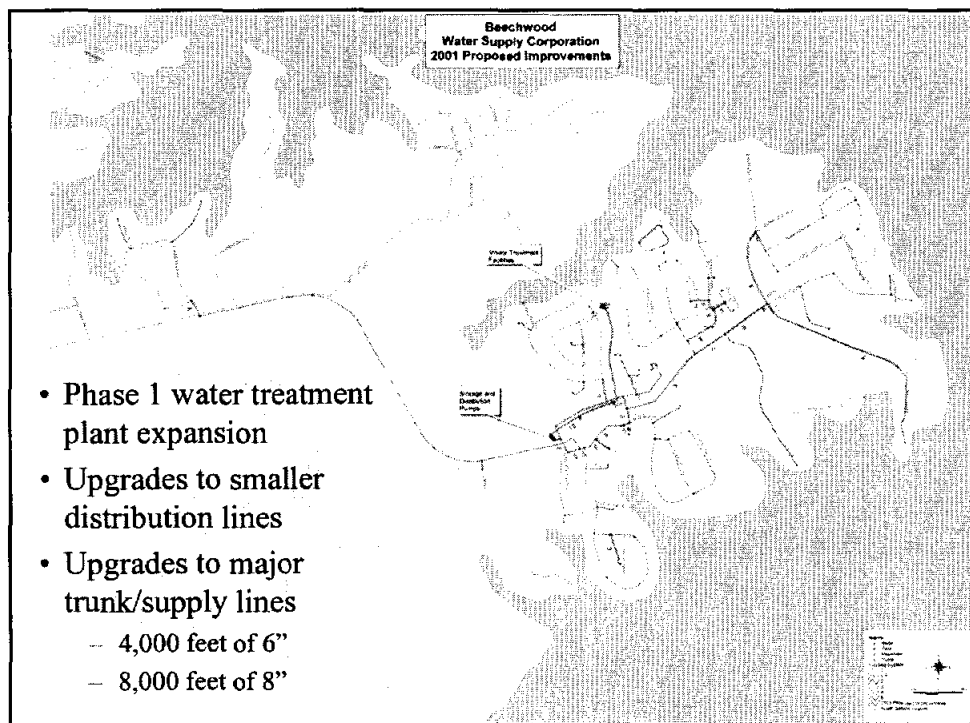 Beechwood
Water Supply Corporation
2001 Proposed Improvements
Water Treatment
Facilities
Storage and
Distribution
Pumps
• Phase 1 water treatment
plant expansion
• Upgrades to smaller
distribution lines
• Upgrades to major
trunk/supply lines
– 4,000 feet of 6”
– 8,000 feet of 8”